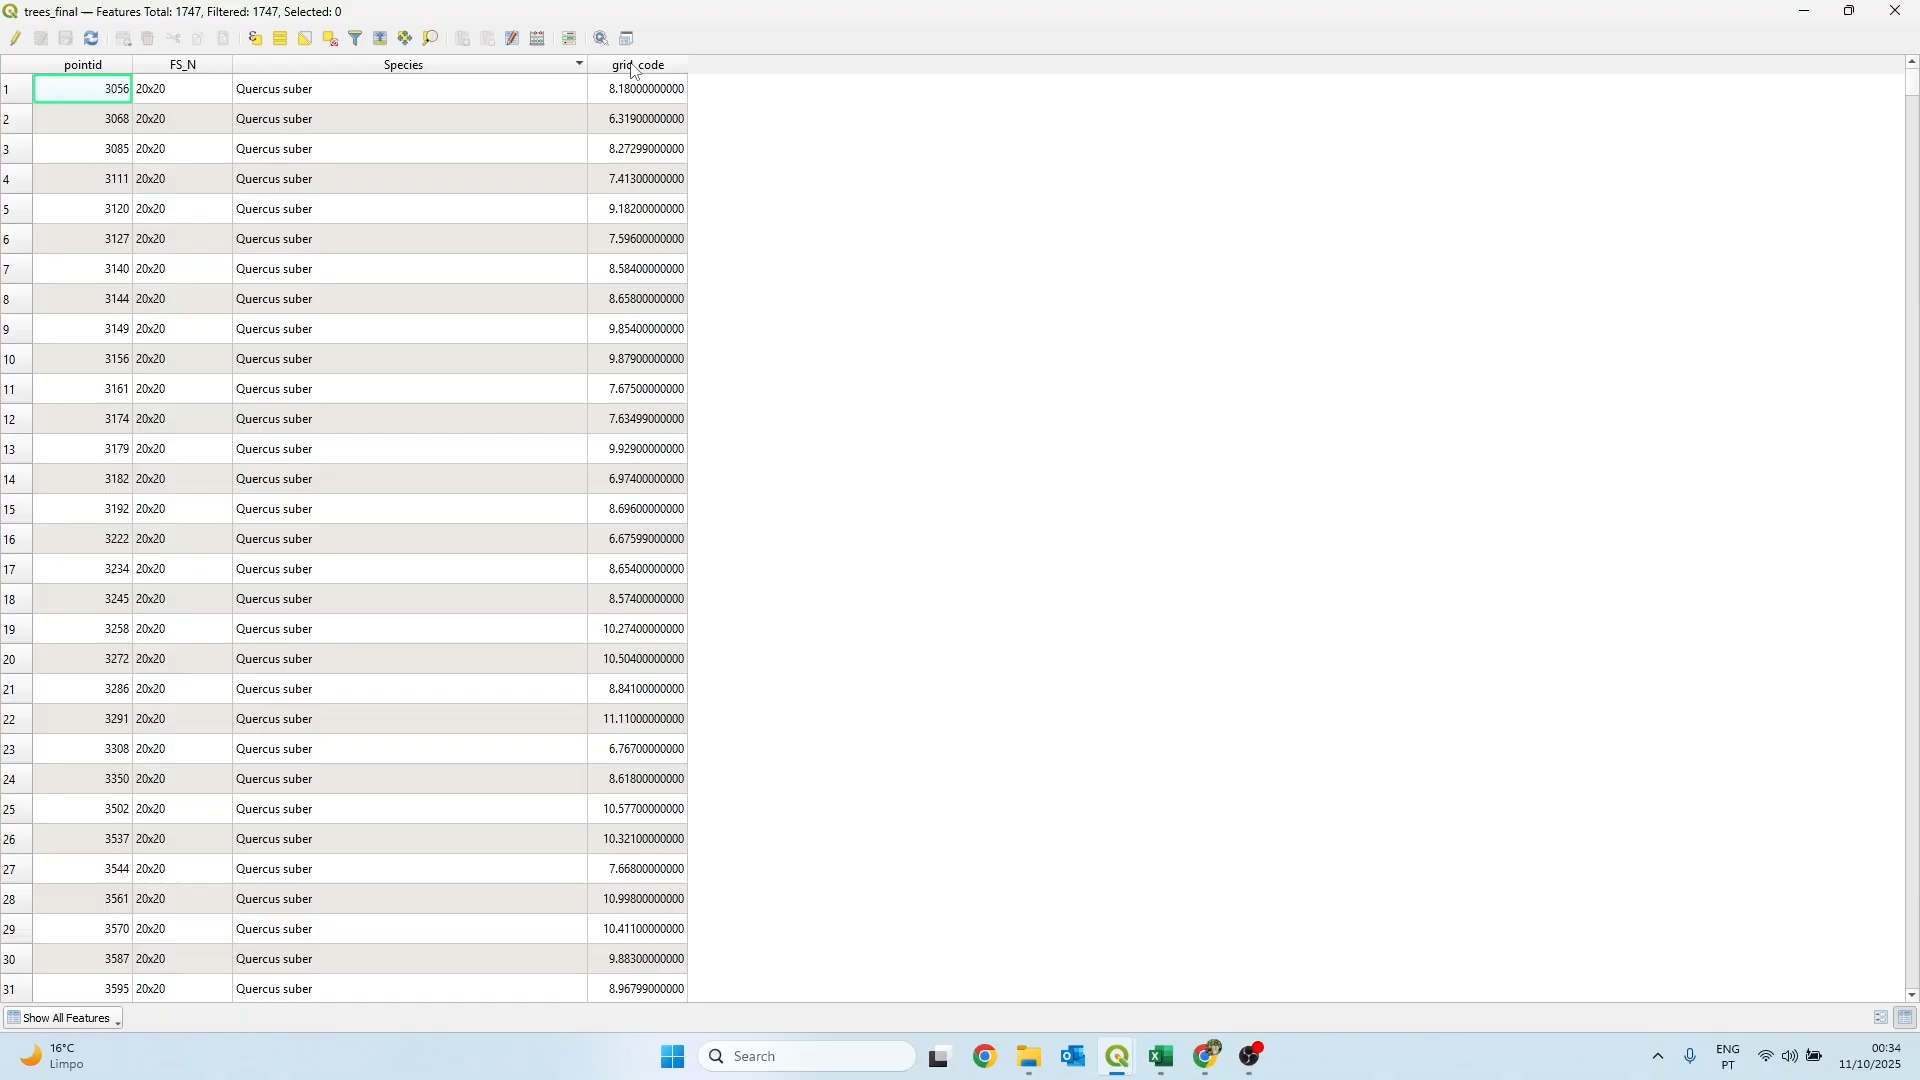 trees_final — Features Total: 1747, Filtered: 1747, Selected: 0
pointid FS_N Species grid_code
1 3056 20x20 Quercus suber 8.18000000000
2 3068 20x20 Quercus suber 6.31900000000
3 3085 20x20 Quercus suber 8.27299000000
4 3111 20x20 Quercus suber 7.41300000000
5 3120 20x20 Quercus suber 9.18200000000
6 3127 20x20 Quercus suber 7.59600000000
7 3140 20x20 Quercus suber 8.58400000000
8 3144 20x20 Quercus suber 8.65800000000
9 3149 20x20 Quercus suber 9.85400000000
10 3156 20x20 Quercus suber 9.87900000000
11 3161 20x20 Quercus suber 7.67500000000
12 3174 20x20 Quercus suber 7.63499000000
13 3179 20x20 Quercus suber 9.92900000000
14 3182 20x20 Quercus suber 6.97400000000
15 3192 20x20 Quercus suber 8.69600000000
16 3222 20x20 Quercus suber 6.67599000000
17 3234 20x20 Quercus suber 8.65400000000
18 3245 20x20 Quercus suber 8.57400000000
19 3258 20x20 Quercus suber 10.27400000000
20 3272 20x20 Quercus suber 10.50400000000
21 3286 20x20 Quercus suber 8.84100000000
22 3291 20x20 Quercus suber 11.11000000000
23 3308 20x20 Quercus suber 6.76700000000
24 3350 20x20 Quercus suber 8.61800000000
25 3502 20x20 Quercus suber 10.57700000000
26 3537 20x20 Quercus suber 10.32100000000
27 3544 20x20 Quercus suber 7.66800000000
28 3561 20x20 Quercus suber 10.99800000000
29 3570 20x20 Quercus suber 10.41100000000
30 3587 20x20 Quercus suber 9.88300000000
31 3595 20x20 Quercus suber 8.96799000000
Show All Features
16°C
Limpo
Search
ENG
PT
00:34
11/10/2025